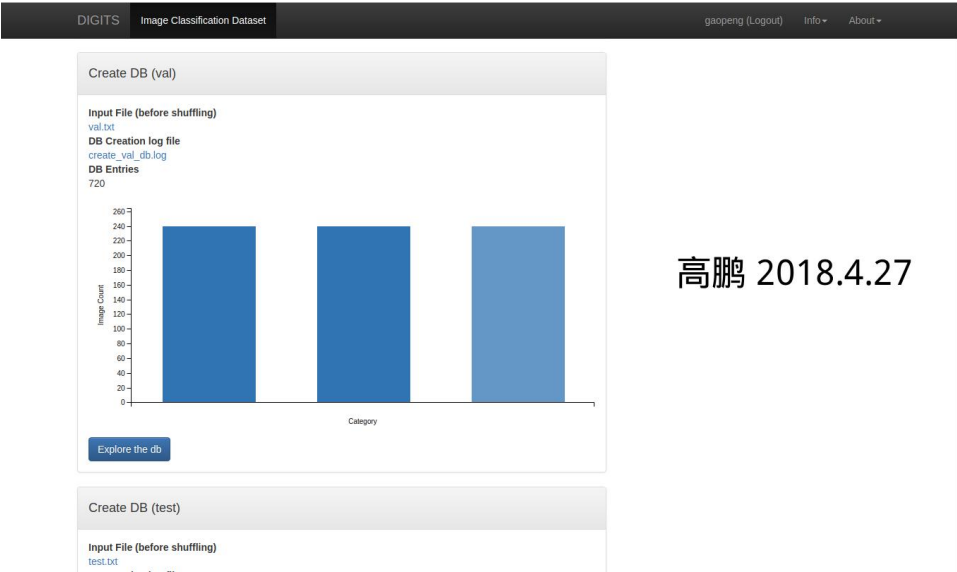 DIGITS Image Classification Dataset gaopeng (Logout) Info About
Create DB (val)
Input File (before shuffling)
val.txt
DB Creation log file
create_val_db.log
DB Entries
720
260
240
220
200
180
160
140
120
100
80
60
40
20
0
Image Count
Category
高鹏 2018.4.27
Explore the db
Create DB (test)
Input File (before shuffling)
test.txt